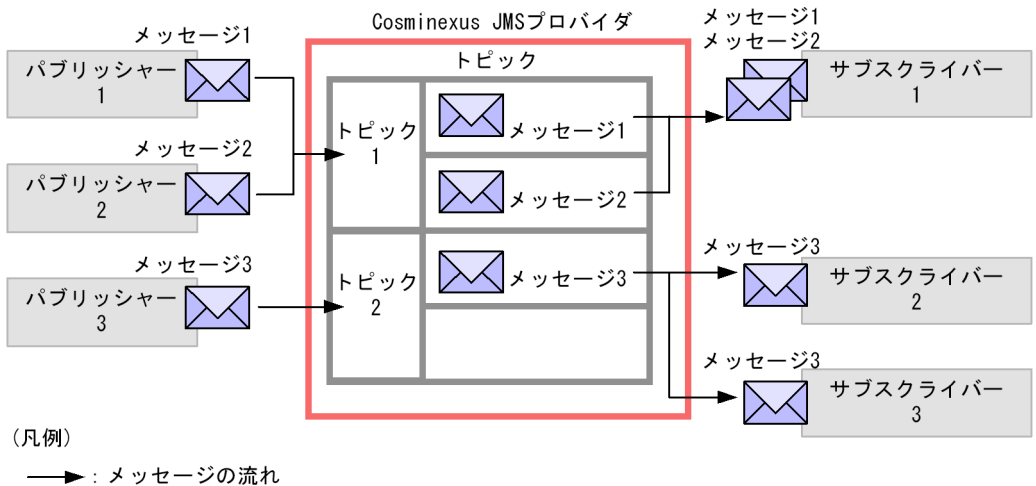 Cosminexus JMSプロバイダ
メッセージ1
パブリッシャー
1
メッセージ2
パブリッシャー
2
メッセージ3
パブリッシャー
3
トピック
トピック
1
メッセージ1
メッセージ2
トピック
2
メッセージ3
メッセージ1
メッセージ2
サブスクライバー
1
メッセージ3
サブスクライバー
2
メッセージ3
サブスクライバー
3
(凡例)
: メッセージの流れ